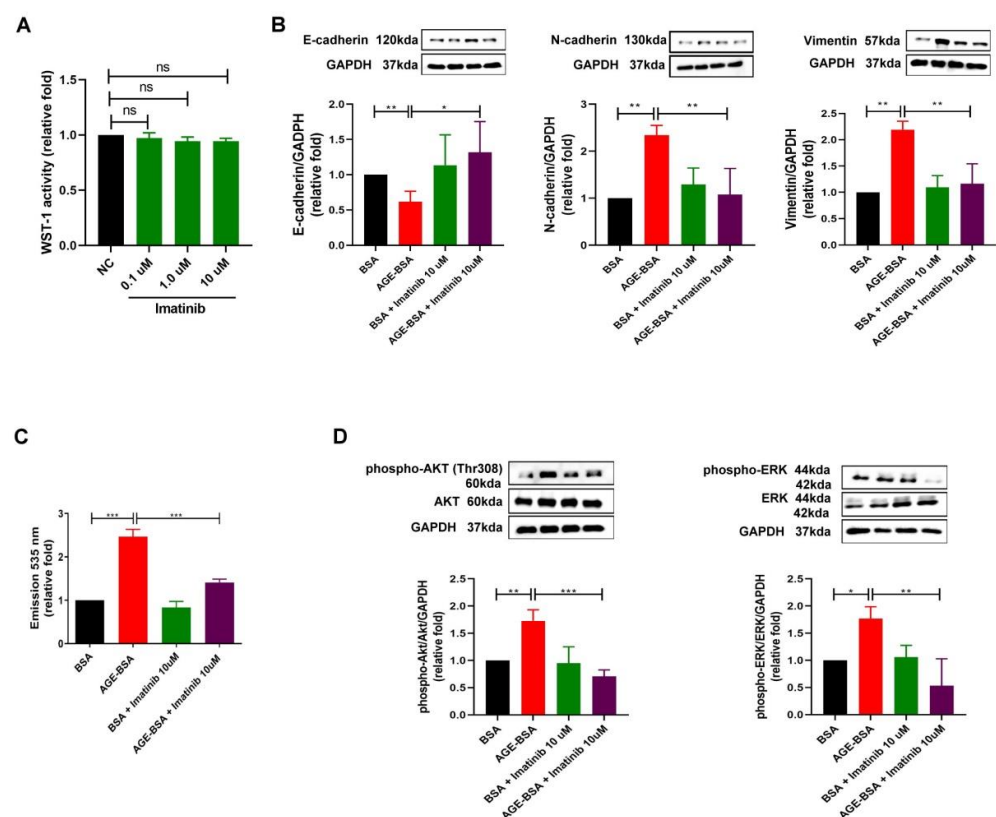 A
WST-1 activity (relative fold)
1.5
1.0
0.5
0.0
ns
ns
ns
NC
0.1 uM
1.0 uM
10 uM
Imatinib
B
E-cadherin 120kda
GAPDH 37kda
E-cadherin/GADPH
(relative fold)
2.0
1.5
1.0
0.5
0.0
** *
BSA
AGE-BSA
BSA + Imatinib 10 uM
AGE-BSA + Imatinib 10uM
N-cadherin 130kda
GAPDH 37kda
N-cadherin/GAPDH
(relative fold)
3
2
1
0
** **
BSA
AGE-BSA
BSA + Imatinib 10 uM
AGE-BSA + Imatinib 10uM
Vimentin 57kda
GAPDH 37kda
Vimentin/GAPDH
(relative fold)
2.5
2.0
1.5
1.0
0.5
0.0
** **
BSA
AGE-BSA
BSA + Imatinib 10 uM
AGE-BSA + Imatinib 10uM
C
Emission 535 nm
(relative fold)
3
2
1
0
*** ***
BSA
AGE-BSA
BSA + Imatinib 10uM
AGE-BSA + Imatinib 10uM
D
phospho-AKT (Thr308)
60kda
AKT 60kda
GAPDH 37kda
phospho-Akt/Akt/GAPDH
(relative fold)
2.5
2.0
1.5
1.0
0.5
0.0
** ***
BSA
AGE-BSA
BSA + Imatinib 10 uM
AGE-BSA + Imatinib 10uM
phospho-ERK 44kda
42kda
ERK 44kda
42kda
GAPDH 37kda
phospho-ERK/ERK/GAPDH
(relative fold)
2.5
2.0
1.5
1.0
0.5
0.0
* **
BSA
AGE-BSA
BSA + Imatinib 10 uM
AGE-BSA + Imatinib 10uM